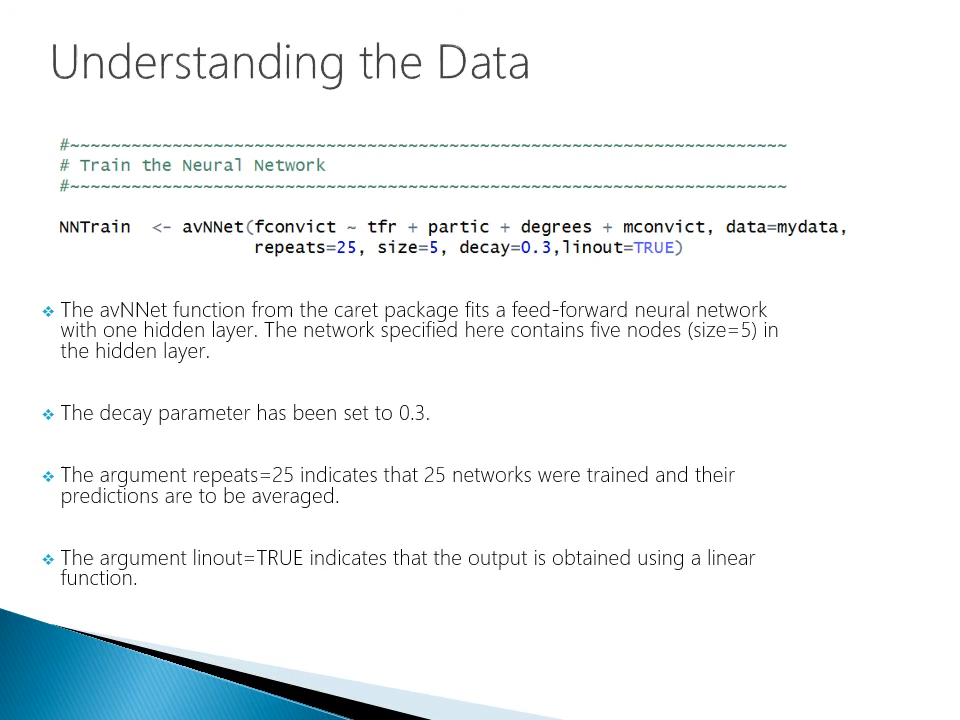 Understanding the Data
#~~~~~~~~~~~~~~~~~~~~~~~~~~~~~~~~~~~~~~~~~~~~~~~~~~~~~~~~~~~~~~~~~~~~~~
# Train the Neural Network
#~~~~~~~~~~~~~~~~~~~~~~~~~~~~~~~~~~~~~~~~~~~~~~~~~~~~~~~~~~~~~~~~~~~~~~
NNTrain <- avNNet(fconvict ~ tfr + partic + degrees + mconvict, data=mydata,
repeats=25, size=5, decay=0.3,linout=TRUE)
The avNNet function from the caret package fits a feed-forward neural network
with one hidden layer. The network specified here contains five nodes (size=5) in
the hidden layer.
The decay parameter has been set to 0.3.
The argument repeats=25 indicates that 25 networks were trained and their
predictions are to be averaged.
The argument linout=TRUE indicates that the output is obtained using a linear
function.